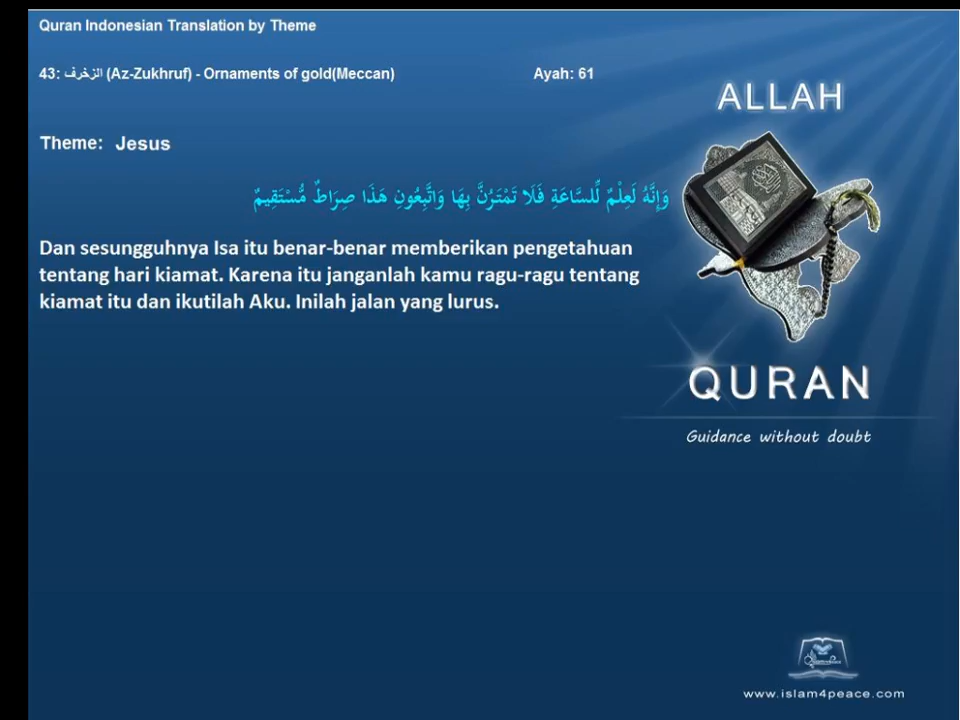 Quran Indonesian Translation by Theme
43: الزخرف (Az-Zukhruf) - Ornaments of gold(Meccan) Ayah: 61
ALLAH
Theme: Jesus
وَإِنَّهُ لَعِلْمٌ لِّلسَّاعَةِ فَلَا تَمْتَرُنَّ بِهَا وَاتَّبِعُونِ هَذَا صِرَاطٌ مُّسْتَقِيمٌ
Dan sesungguhnya Isa itu benar-benar memberikan pengetahuan
tentang hari kiamat. Karena itu janganlah kamu ragu-ragu tentang
kiamat itu dan ikutilah Aku. Inilah jalan yang lurus.
QURAN
Guidance without doubt
www.islam4peace.com